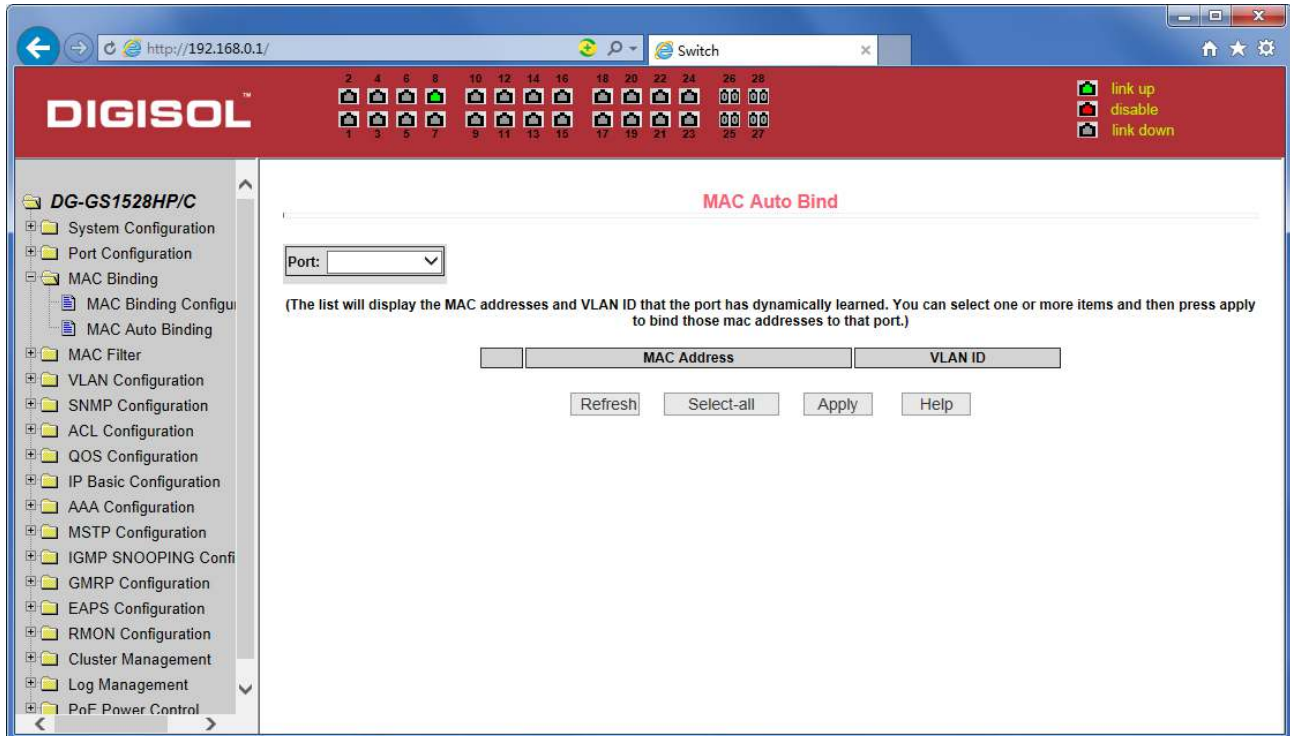 http://192.168.0.1/
Switch
DIGISOL™
2 4 6 8 10 12 14 16 18 20 22 24 26 28
1 3 5 7 9 11 13 15 17 19 21 23 25 27
link up
disable
link down
DG-GS1528HP/C
System Configuration
Port Configuration
MAC Binding
MAC Binding Configur
MAC Auto Binding
MAC Filter
VLAN Configuration
SNMP Configuration
ACL Configuration
QOS Configuration
IP Basic Configuration
AAA Configuration
MSTP Configuration
IGMP SNOOPING Confi
GMRP Configuration
EAPS Configuration
RMON Configuration
Cluster Management
Log Management
PoE Power Control
MAC Auto Bind
Port:
(The list will display the MAC addresses and VLAN ID that the port has dynamically learned. You can select one or more items and then press apply
to bind those mac addresses to that port.)
MAC Address VLAN ID
Refresh Select-all Apply Help